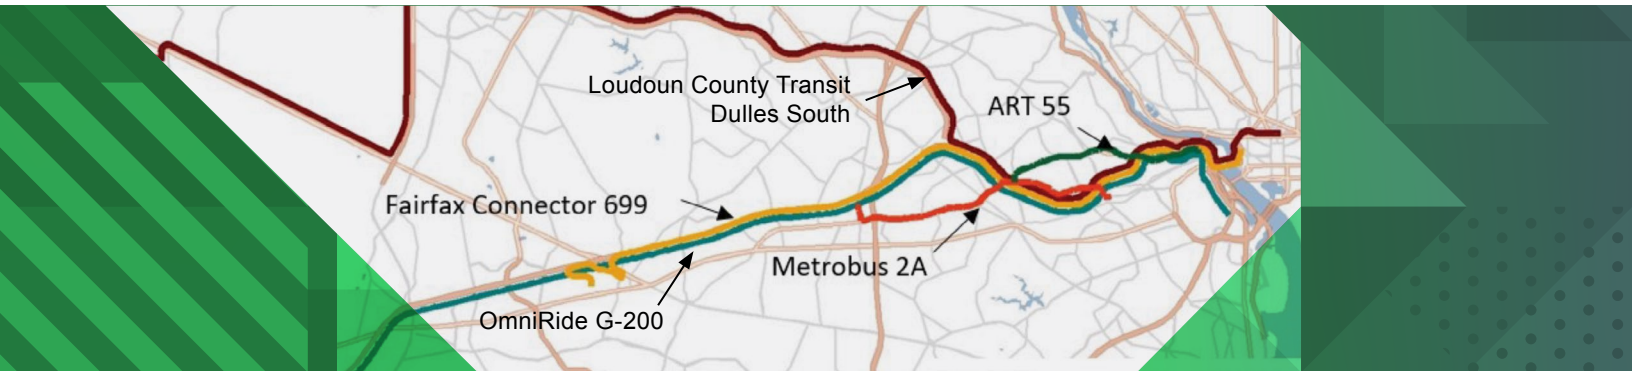 Loudoun County Transit
Dulles South
ART 55
Fairfax Connector 699
Metrobus 2A
OmniRide G-200